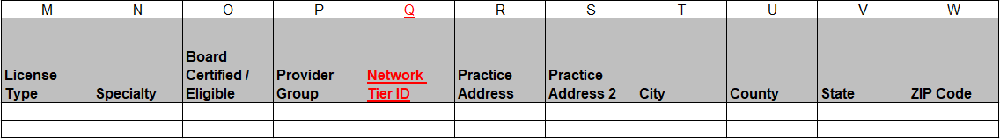 M N O P Q R S T U V W
License Type Specialty Board Certified / Eligible Provider Group Network Tier ID Practice Address Practice Address 2 City County State ZIP Code